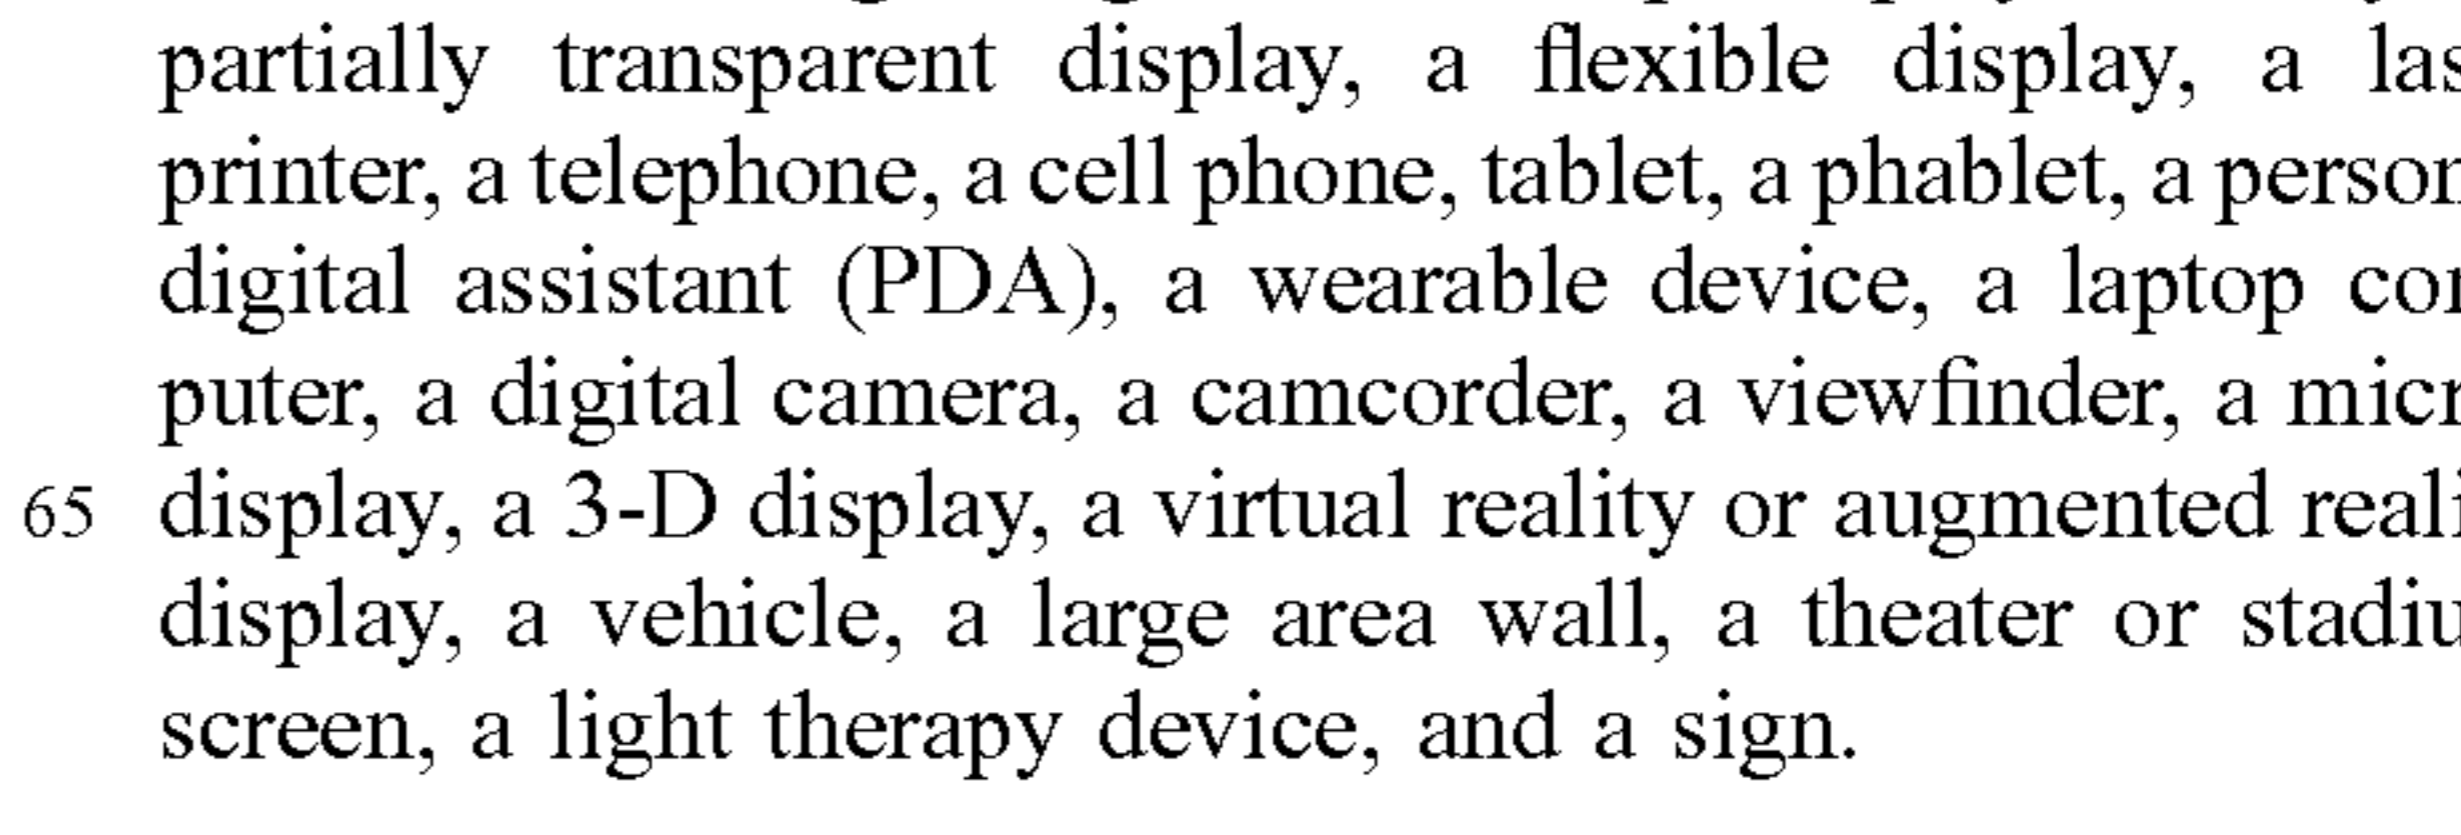 partially transparent display, a flexible display, a las
printer, a telephone, a cell phone, tablet, a phablet, a person
digital assistant (PDA), a wearable device, a laptop com
puter, a digital camera, a camcorder, a viewfinder, a micr
65 display, a 3-D display, a virtual reality or augmented reali
display, a vehicle, a large area wall, a theater or stadiu
screen, a light therapy device, and a sign.